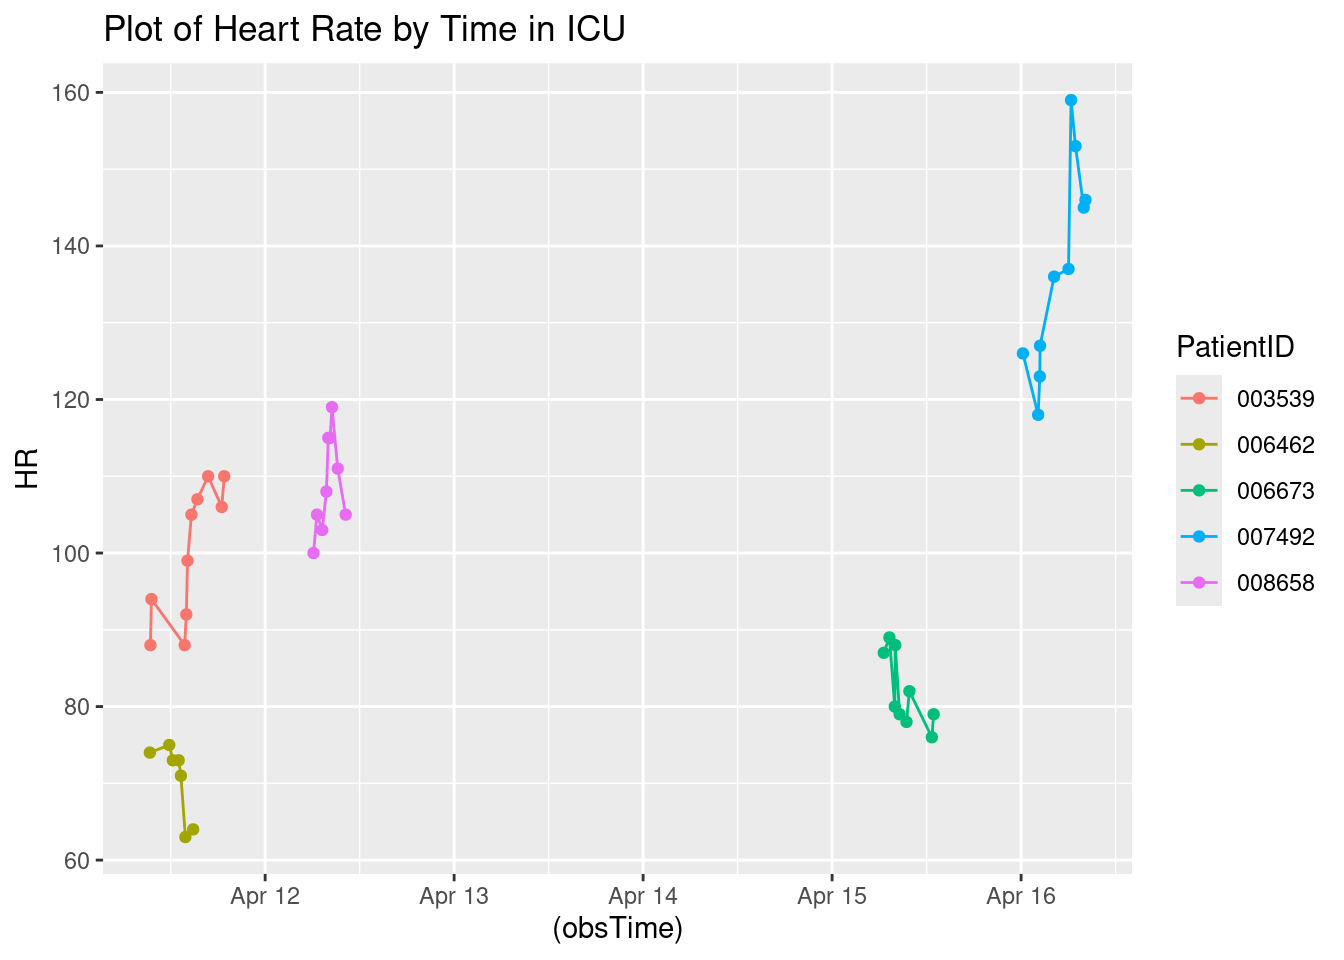 Plot of Heart Rate by Time in ICU
160
140
120
100
80
60
HR
Apr 12
Apr 13
Apr 14
Apr 15
Apr 16
(obsTime)
PatientID
003539
006462
006673
007492
008658